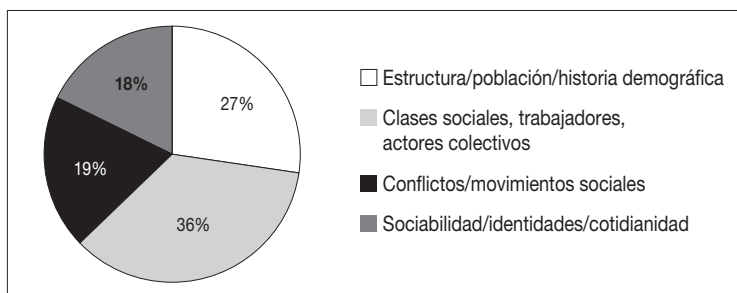 18%
27%
19%
36%
Estructura/población/historia demográfica
Clases sociales, trabajadores,
actores colectivos
Conflictos/movimientos sociales
Sociabilidad/identidades/cotidianidad